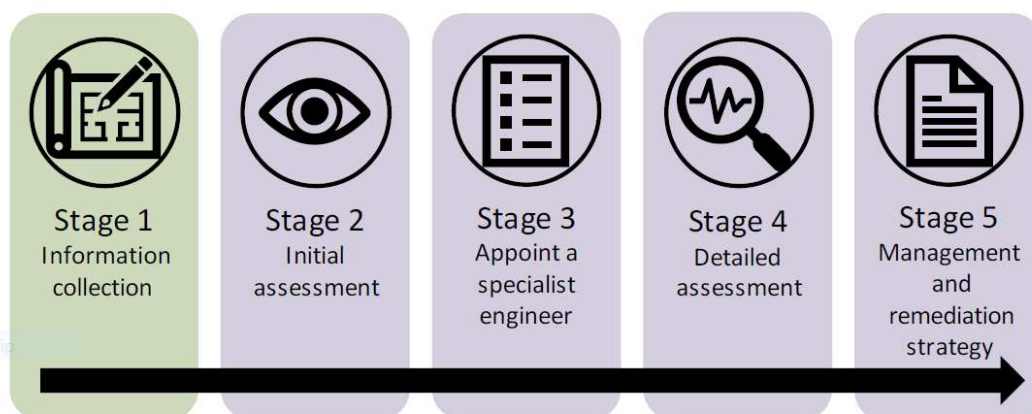 Stage 1
Information
collection
Stage 2
Initial
assessment
Stage 3
Appoint a
specialist
engineer
Stage 4
Detailed
assessment
Stage 5
Management
and
remediation
strategy